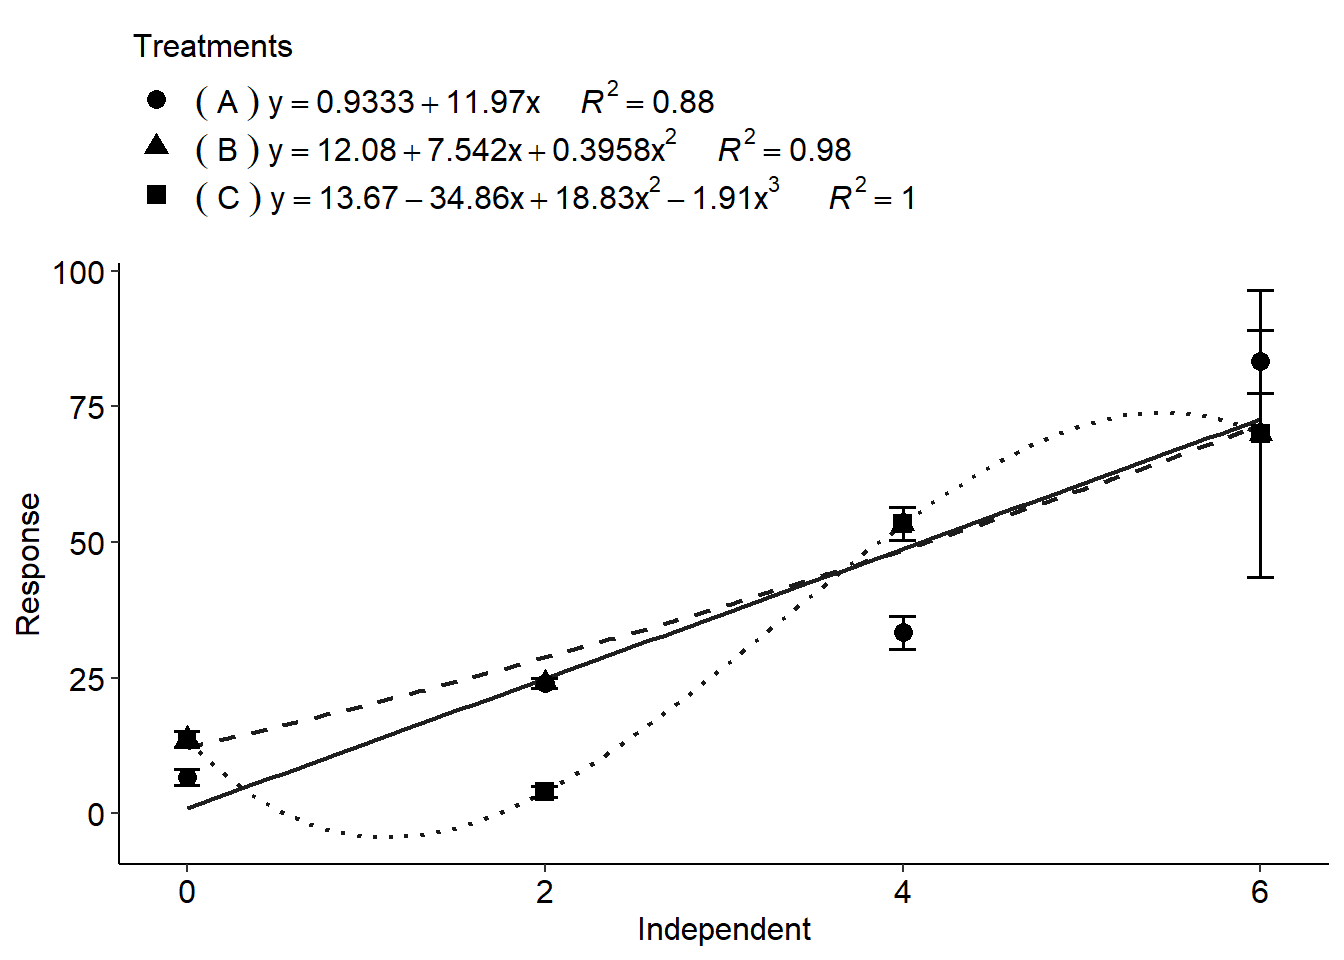 Treatments
( A ) y = 0.9333 + 11.97x R² = 0.88
( B ) y = 12.08 + 7.542x + 0.3958x² R² = 0.98
( C ) y = 13.67 − 34.86x + 18.83x² − 1.91x³ R² = 1
100
75
50
25
0
Response
0 2 4 6
Independent